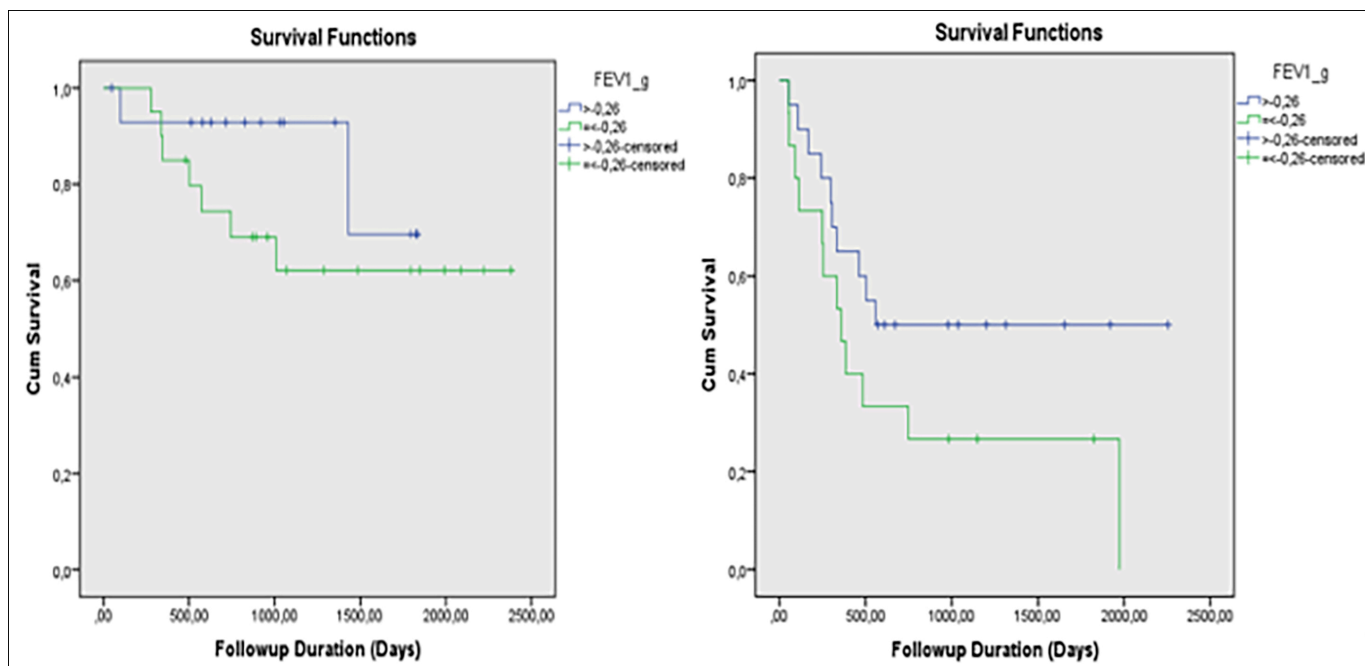 Survival Functions
FEV1_g
>-0,26
=<-0,26
>-0,26-censored
=<-0,26-censored
1,0
0,8
0,6
0,4
0,2
0,0
Cum Survival
,00 500,00 1000,00 1500,00 2000,00 2500,00
Followup Duration (Days)
Survival Functions
FEV1_g
>-0,26
=<-0,26
>-0,26-censored
=<-0,26-censored
1,0
0,8
0,6
0,4
0,2
0,0
Cum Survival
,00 500,00 1000,00 1500,00 2000,00 2500,00
Followup Duration (Days)